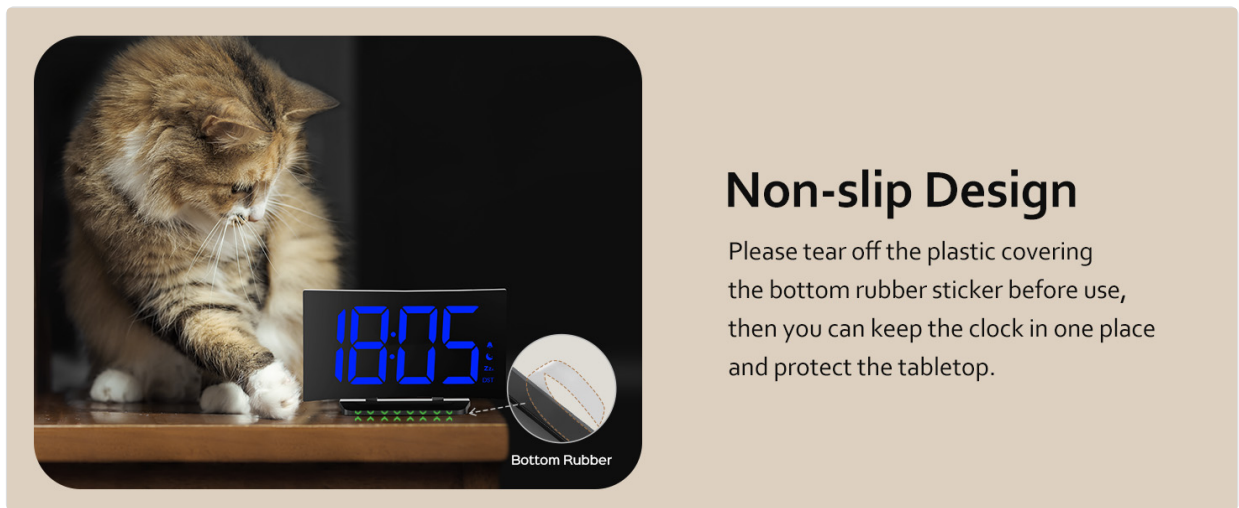 18:05
OFF
Bottom Rubber
Non-slip Design
Please tear off the plastic covering
the bottom rubber sticker before use,
then you can keep the clock in one place
and protect the tabletop.